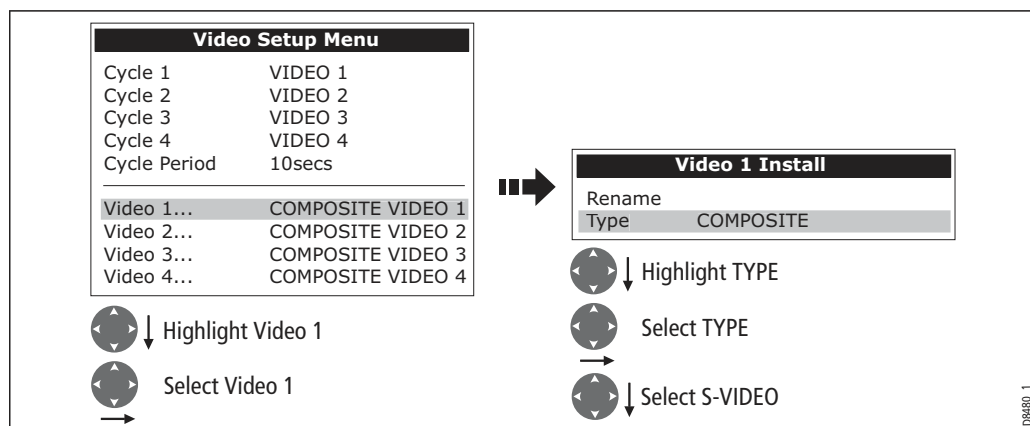 Video Setup Menu
Cycle 1 VIDEO 1
Cycle 2 VIDEO 2
Cycle 3 VIDEO 3
Cycle 4 VIDEO 4
Cycle Period 10secs
Video 1... COMPOSITE VIDEO 1
Video 2... COMPOSITE VIDEO 2
Video 3... COMPOSITE VIDEO 3
Video 4... COMPOSITE VIDEO 4
Highlight Video 1
Select Video 1
Video 1 Install
Rename
Type COMPOSITE
Highlight TYPE
Select TYPE
Select S-VIDEO
D8480_1